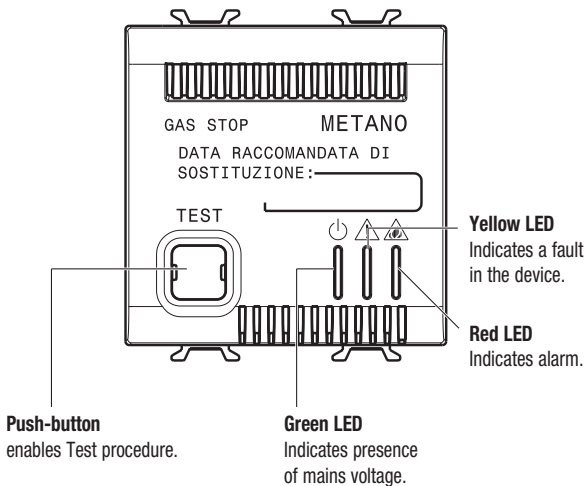 GAS STOP METANO
DATA RACCOMANDATA DI
SOSTITUZIONE:
TEST
Yellow LED
Indicates a fault
in the device.
Red LED
Indicates alarm.
Push-button
enables Test procedure.
Green LED
Indicates presence
of mains voltage.